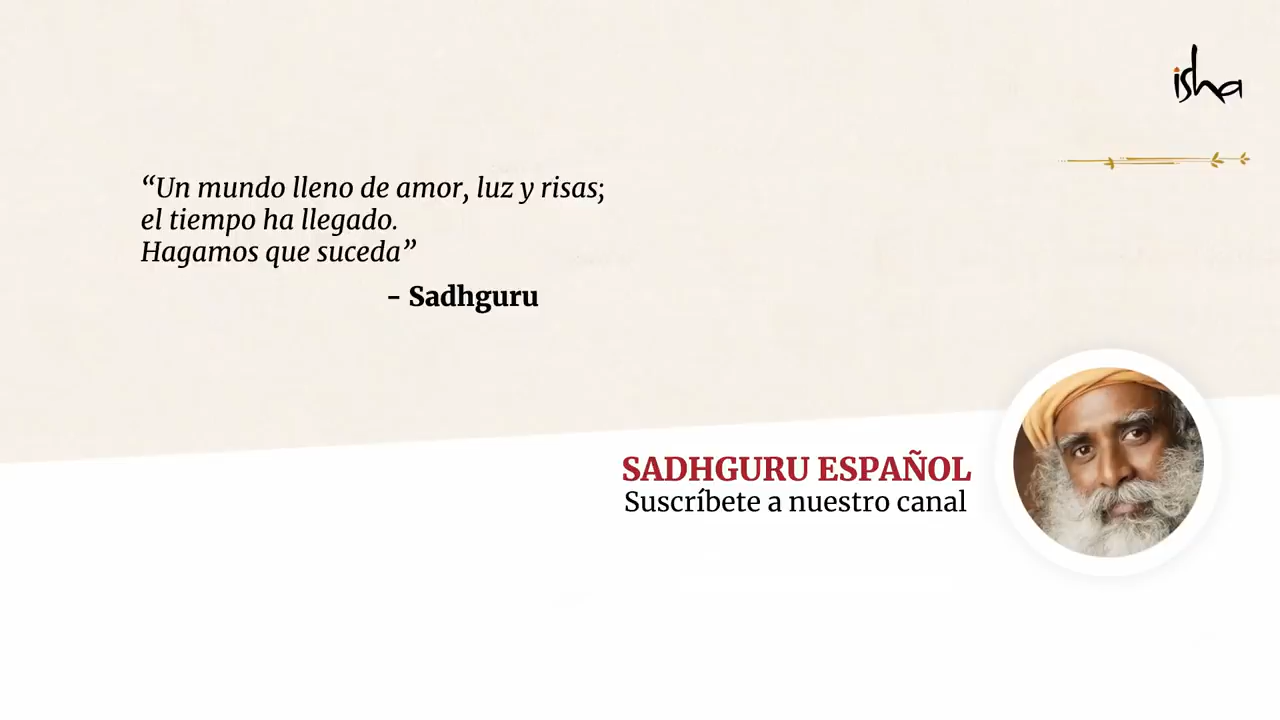 isha
“Un mundo lleno de amor, luz y risas;
el tiempo ha llegado.
Hagamos que suceda”
- Sadhguru
SADHGURU ESPAÑOL
Suscríbete a nuestro canal